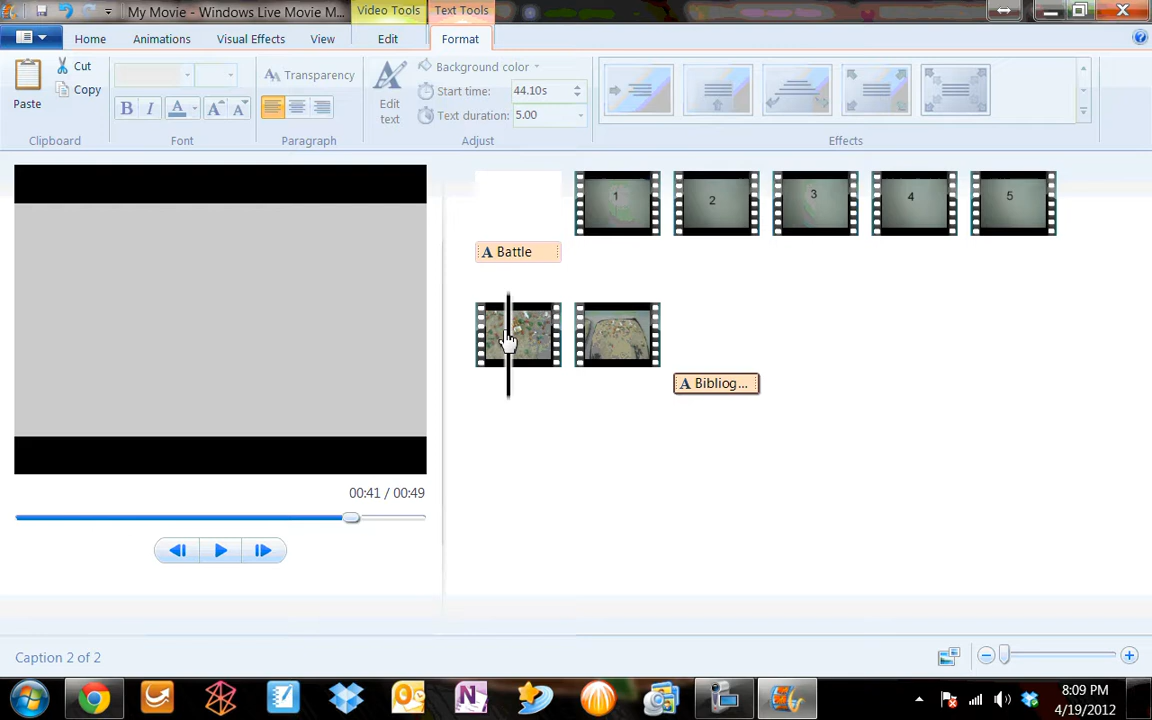 My Movie - Windows Live Movie M...
Video Tools
Text Tools
Home
Animations
Visual Effects
View
Edit
Format
Paste
Cut
Copy
Clipboard
B I A A A
Font
Transparency
Paragraph
Edit text
Background color
Start time: 44.10s
Text duration: 5.00
Adjust
Effects
1
2
3
4
5
A Battle
A Bibliog...
00:41 / 00:49
Caption 2 of 2
8:09 PM
4/19/2012